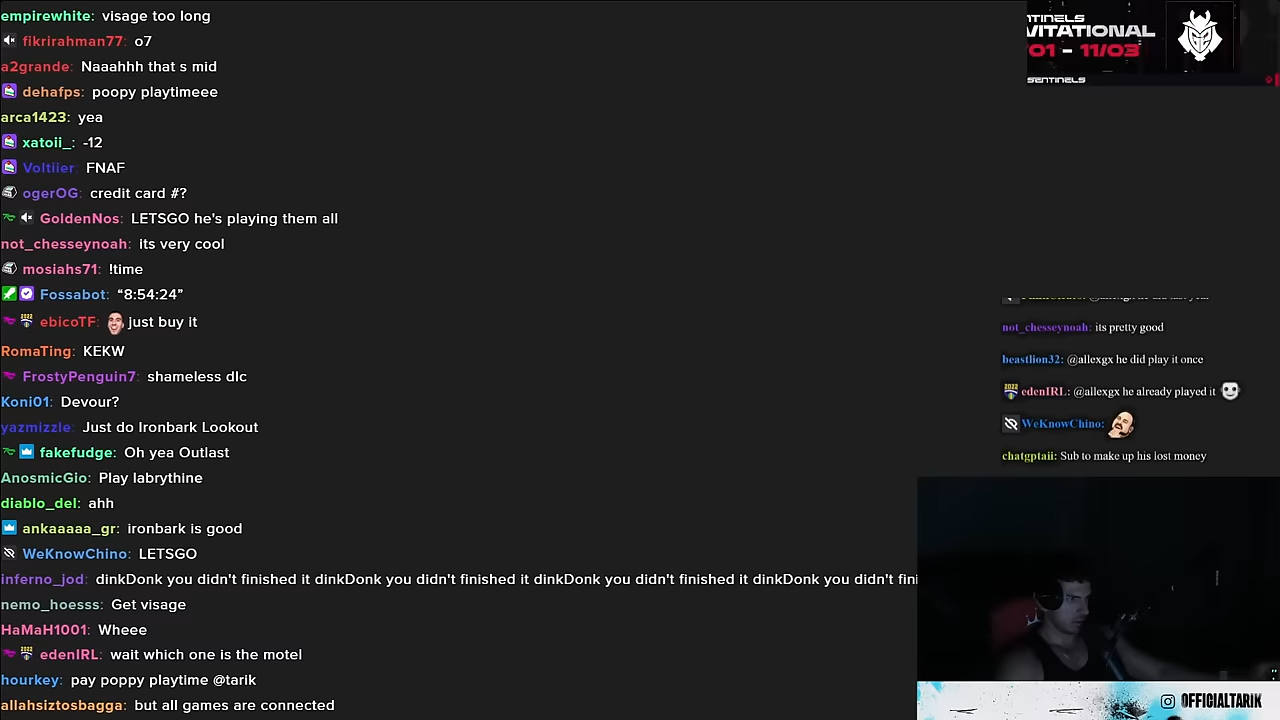 empirewhite: visage too long
fikrirahman77: o7
a2grande: Naaahhh that s mid
dehafps: poopy playtimeee
arca1423: yea
xatoii_: -12
Voltiier: FNAF
ogerOG: credit card #?
GoldenNos: LETSGO he's playing them all
not_chesseynoah: its very cool
mosiahs71: !time
Fossabot: “8:54:24”
ebicoTF: just buy it
RomaTing: KEKW
FrostyPenguin7: shameless dlc
Koni01: Devour?
yazmizzle: Just do Ironbark Lookout
fakefudge: Oh yea Outlast
AnosmicGio: Play labrythine
diablo_del: ahh
ankaaaaa_gr: ironbark is good
WeKnowChino: LETSGO
inferno_jod: dinkDonk you didn't finished it dinkDonk you didn't finished it dinkDonk you didn't finished it dinkDonk you didn't fini
nemo_hoesss: Get visage
HaMaH1001: Wheee
edenIRL: wait which one is the motel
hourkey: pay poppy playtime @tarik
allahsiztosbagga: but all games are connected
NTINELS
VITATIONAL
/01 - 11/03
SENTINELS
not_chesseynoah: its pretty good
beastlion32: @allexgx he did play it once
edenIRL: @allexgx he already played it
WeKnowChino:
chatgptaii: Sub to make up his lost money
OFFICIALTARIK